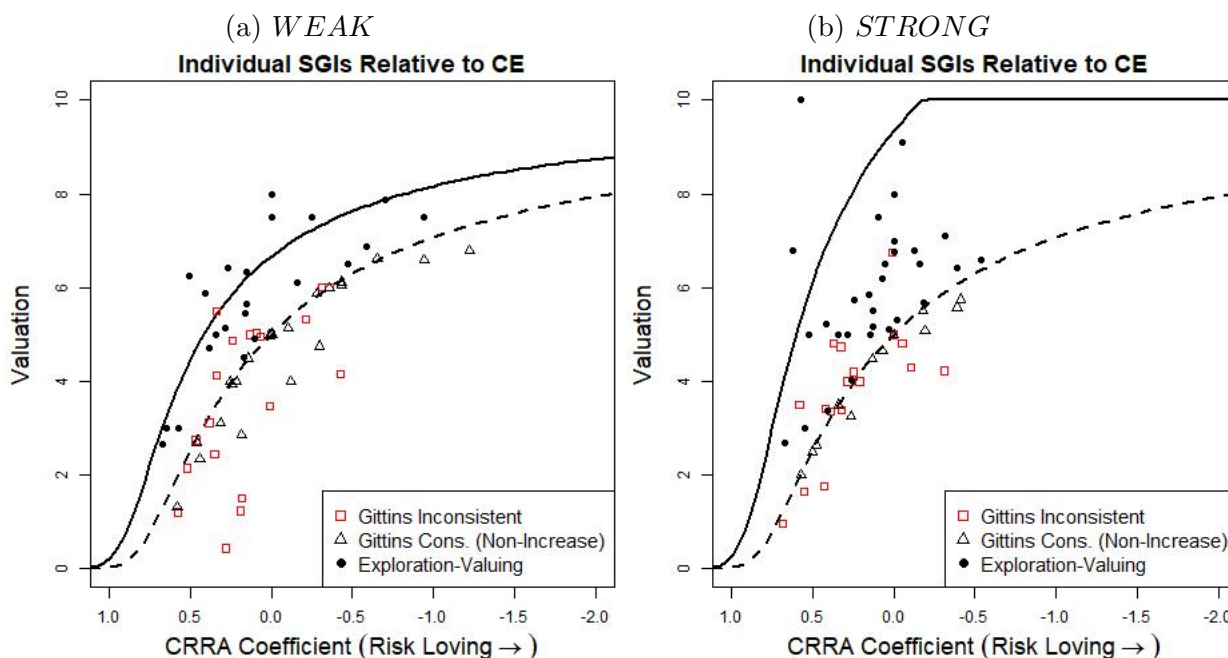 (a) WEAK
Individual SGIs Relative to CE
Valuation
10
8
6
4
2
0
1.0 0.5 0.0 -0.5 -1.0 -1.5 -2.0
CRRA Coefficient (Risk Loving →)
Gittins Inconsistent
Gittins Cons. (Non-Increase)
Exploration-Valuing
(b) STRONG
Individual SGIs Relative to CE
Valuation
10
8
6
4
2
0
1.0 0.5 0.0 -0.5 -1.0 -1.5 -2.0
CRRA Coefficient (Risk Loving →)
Gittins Inconsistent
Gittins Cons. (Non-Increase)
Exploration-Valuing